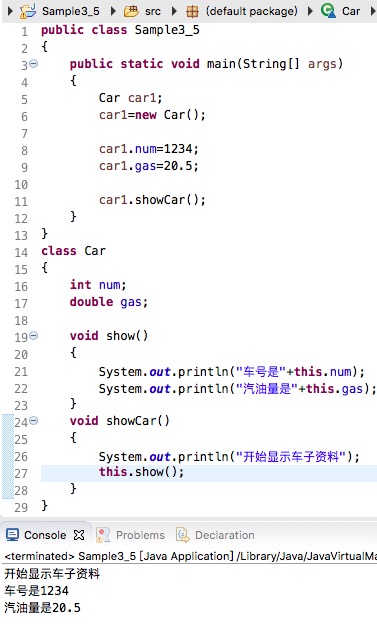 Sample3_5 src (default package) Car
1 public class Sample3_5
2 {
3 public static void main(String[] args)
4 {
5 Car car1;
6 car1=new Car();
7
8 car1.num=1234;
9 car1.gas=20.5;
10
11 car1.showCar();
12 }
13 }
14 class Car
15 {
16 int num;
17 double gas;
18
19 void show()
20 {
21 System.out.println("车号是"+this.num);
22 System.out.println("汽油量是"+this.gas);
23 }
24 void showCar()
25 {
26 System.out.println("开始显示车子资料");
27 this.show();
28 }
29 }
Console Problems Declaration
<terminated> Sample3_5 [Java Application] /Library/Java/JavaVirtualMa
开始显示车子资料
车号是1234
汽油量是20.5